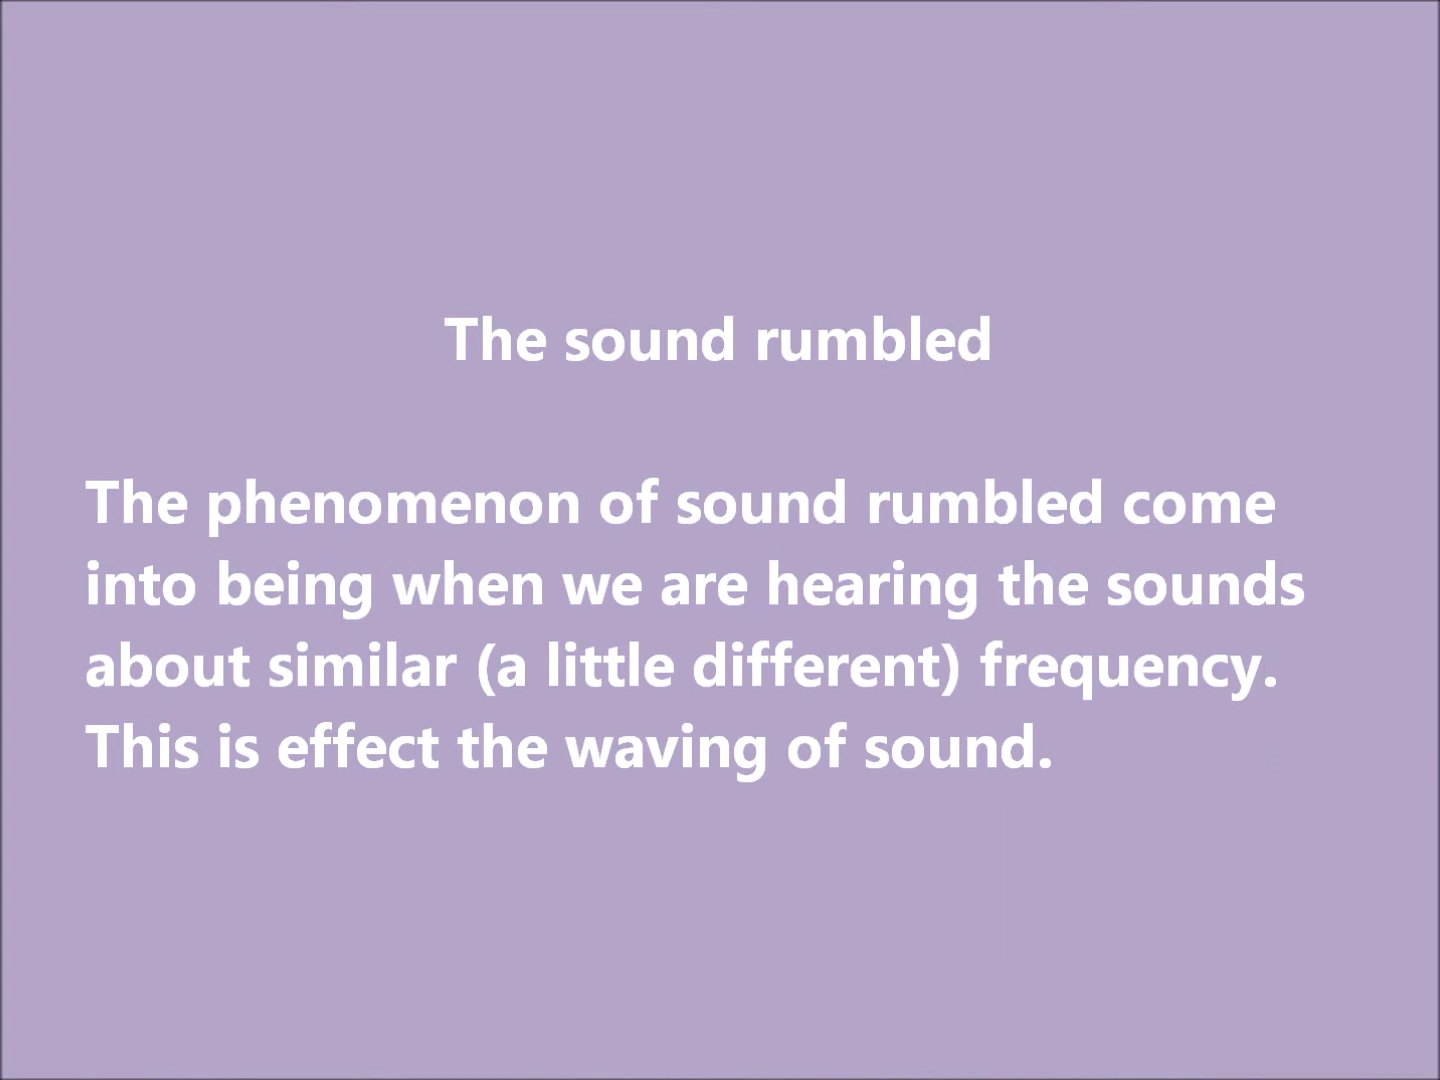 The sound rumbled
The phenomenon of sound rumbled come
into being when we are hearing the sounds
about similar (a little different) frequency.
This is effect the waving of sound.